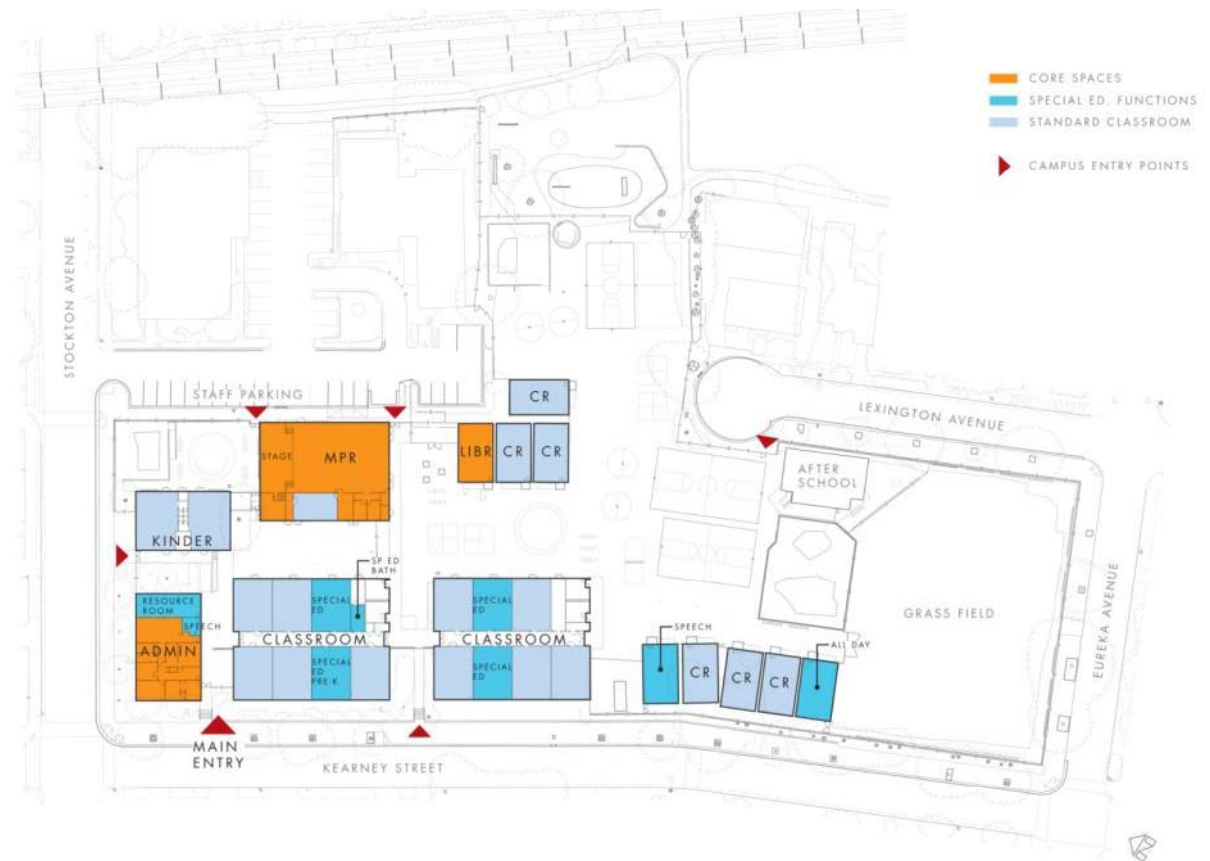 CORE SPACES
SPECIAL ED. FUNCTIONS
STANDARD CLASSROOM
CAMPUS ENTRY POINTS
STOCKTON AVENUE
STAFF PARKING
CR
LEXINGTON AVENUE
STAGE
MPR
LIBR
CR
CR
AFTER
SCHOOL
KINDER
SP ED
BATH
RESOURCE
ROOM
SPEECH
ADMIN
SPECIAL
ED
CLASSROOM
SPECIAL
ED
PRE-K
SPECIAL
ED
CLASSROOM
SPECIAL
ED
GRASS FIELD
EUREKA AVENUE
SPEECH
ALL DAY
CR
CR
CR
MAIN
ENTRY
KEARNEY STREET